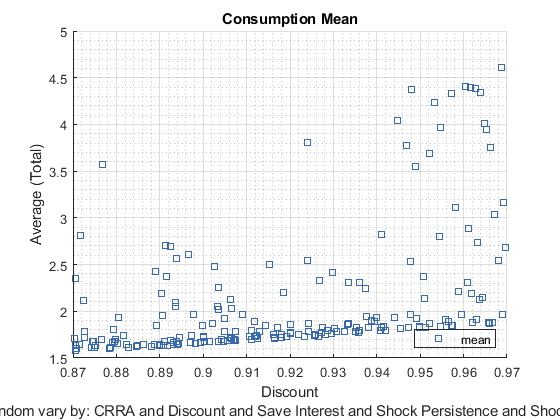 Consumption Mean
Average (Total)
5
4.5
4
3.5
3
2.5
2
1.5
0.87 0.88 0.89 0.9 0.91 0.92 0.93 0.94 0.95 0.96 0.97
mean
Discount
vary by: CRRA and Discount and Save Interest and Shock Persistence and